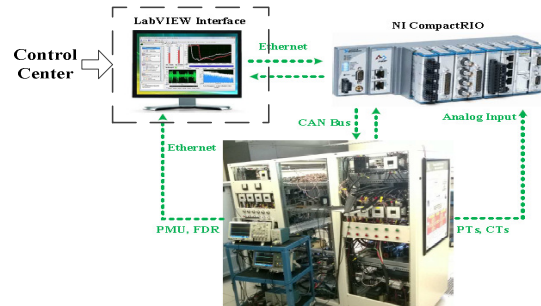 LabVIEW Interface
NI CompactRIO
Control
Center
Ethernet
CAN Bus
Analog Input
Ethernet
PMU, FDR
PTs, CTs